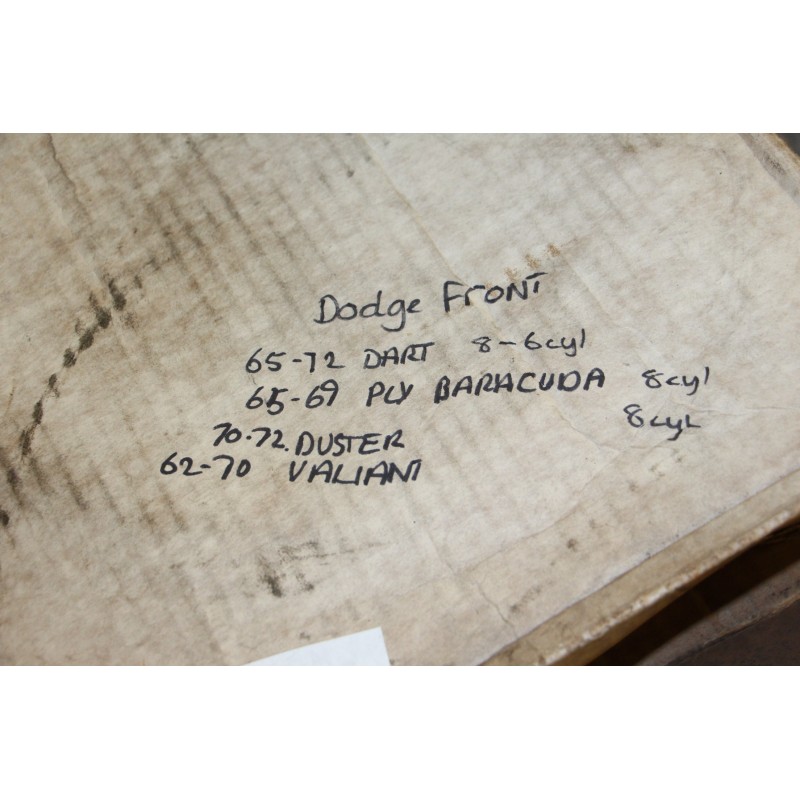 Dodge FRONT
65-72 DART 8-6cyl
65-69 PLY BARACUDA 8cyl
70-72. DUSTER 8cyl
62-70 VALIANT